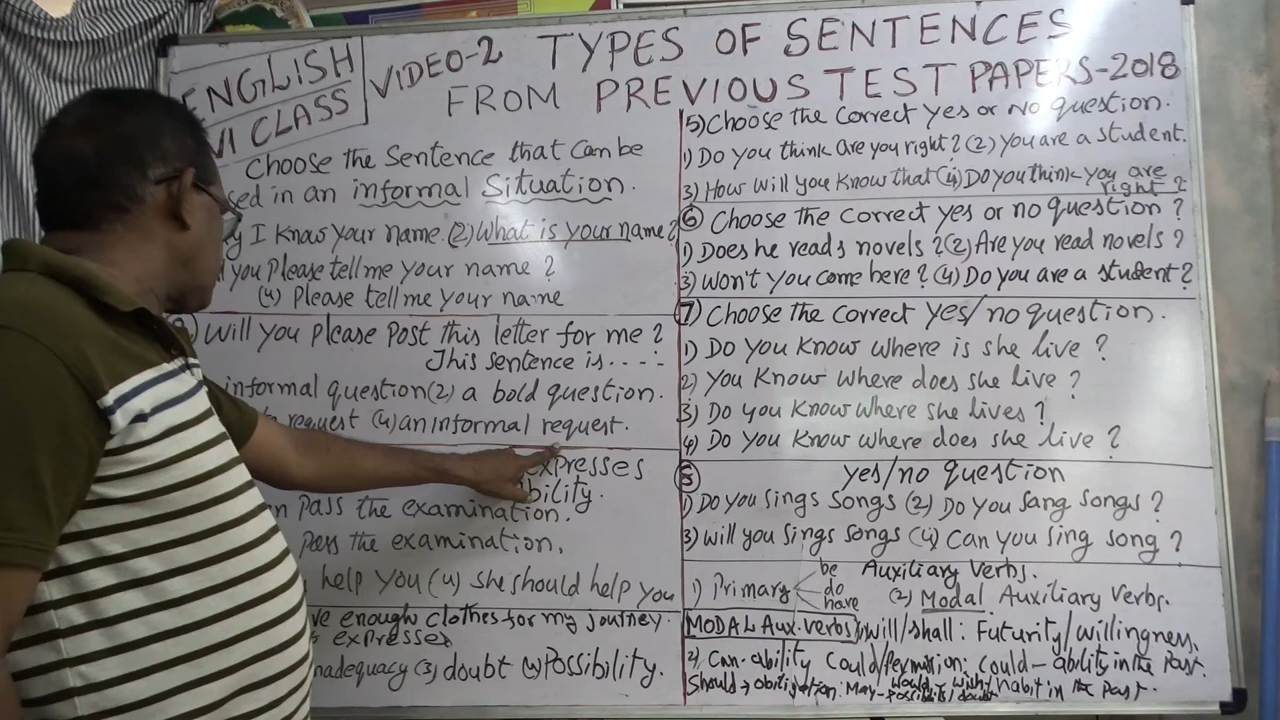 ENGLISH
VI CLASS
VIDEO-2 TYPES OF SENTENCES
FROM PREVIOUS TEST PAPERS-2018
Choose the Sentence that can be
in an informal Situation.
I Know your name. (2) What is your name?
you Please tell me your name ?
(4) Please tell me your name
Will you please Post this letter for me ?
This sentence is . . . - :
informal question (2) a bold question.
request (4) an informal request.
expresses
pass the examination.
pass the examination.
help you (4) She should help you
enough clothes for my journey.
expresses
inadequacy (3) doubt (4) Possibility.
5) Choose the Correct yes or No question.
1) Do you think are you right ? (2) You are a student.
3) How will you know that (4) Do you think you are
right ?
6 Choose the Correct yes or no question ?
1) Does he reads novels ? (2) Are you read novels ?
3) Won't you come here ? (4) Do you are a student ?
7) Choose the Correct yes/no question.
1) Do you Know where is she live ?
2) You Know where does she live ?
3) Do you Know where she lives ?
4) Do you Know where does she live ?
8 yes/no question
1) Do you sings songs (2) Do you sang songs ?
3) will you sings songs (4) Can you sing song ?
be Auxiliary Verbs.
1) Primary do (2) Modal Auxiliary Verbs.
have
MODAL Aux. verbs 1) will/shall : Futurity/willingness,
2) Can-ability Could/Permission: Could - ability in the Past
Would - wish/habit in the Past.
Should → obligation: May - Possibility/doubt